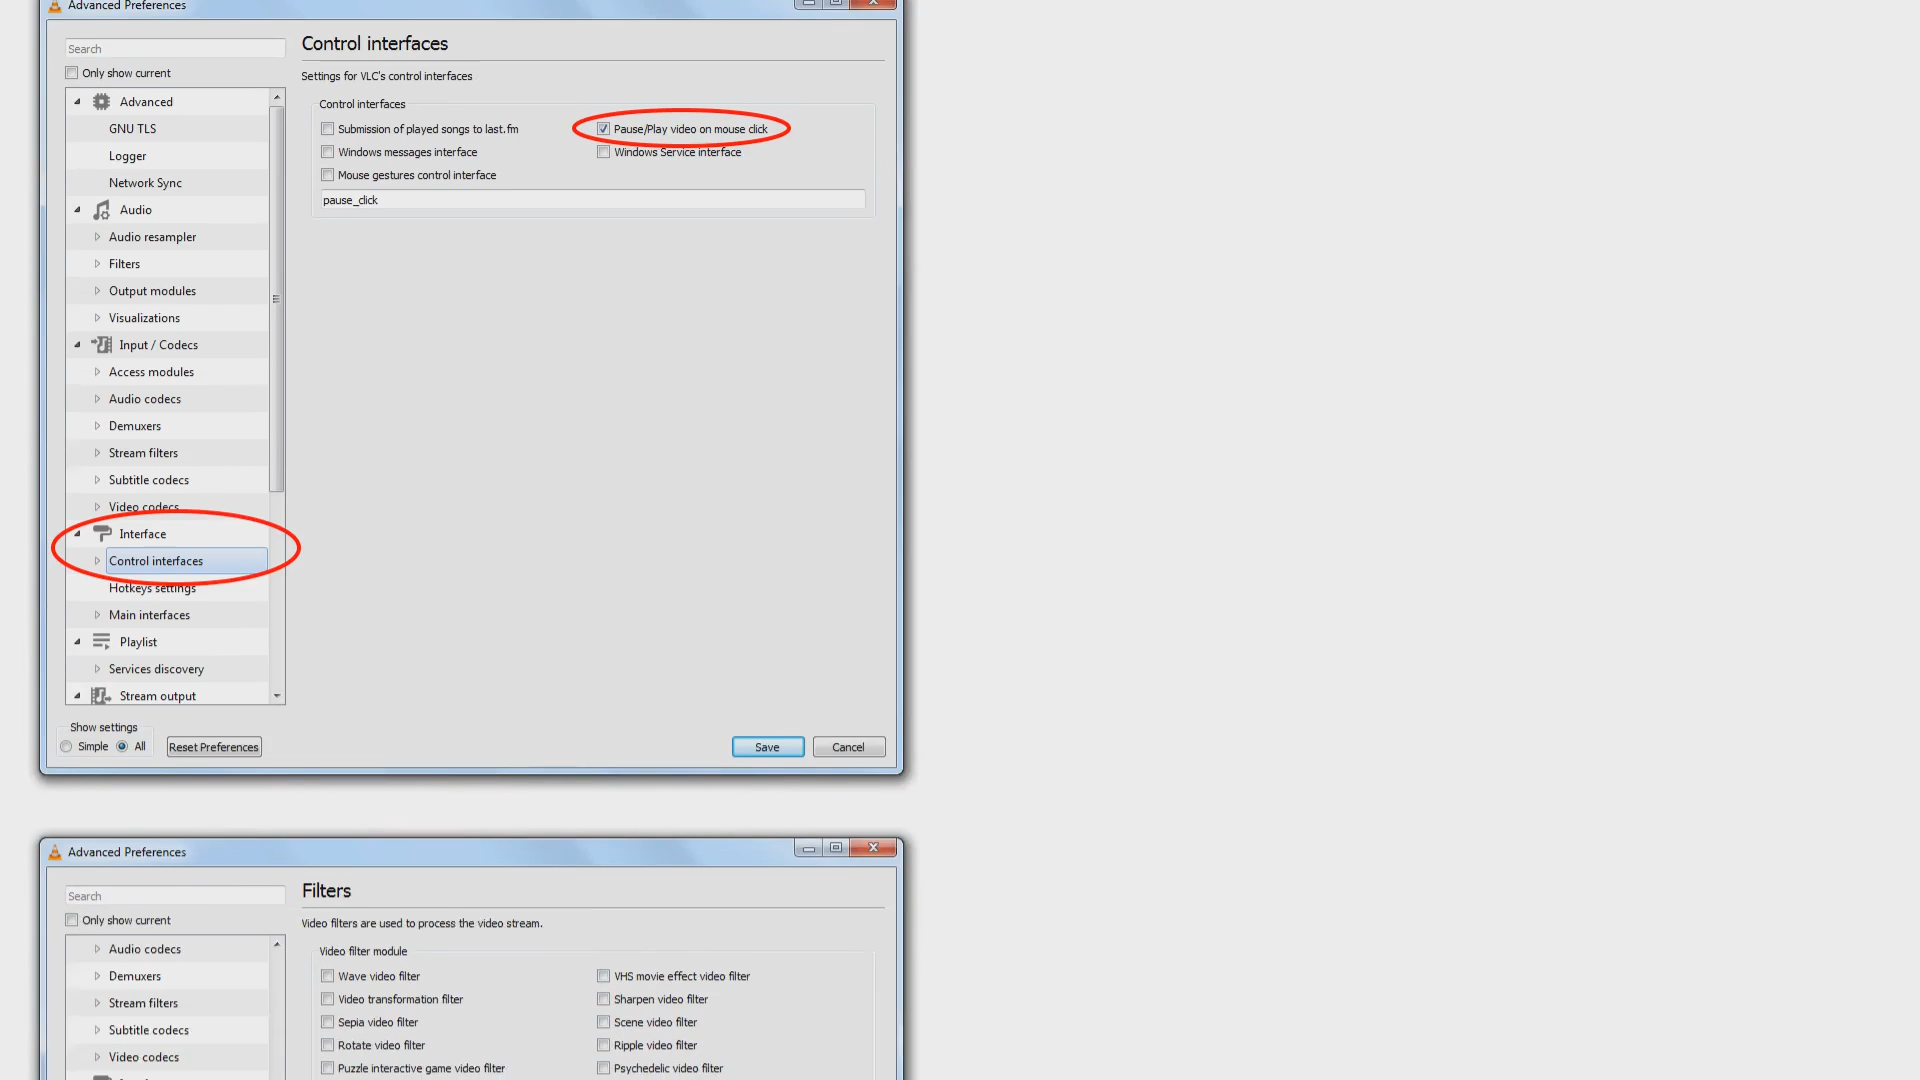 Advanced Preferences
Search
Only show current
Advanced
GNU TLS
Logger
Network Sync
Audio
Audio resampler
Filters
Output modules
Visualizations
Input / Codecs
Access modules
Audio codecs
Demuxers
Stream filters
Subtitle codecs
Video codecs
Interface
Control interfaces
Hotkeys settings
Main interfaces
Playlist
Services discovery
Stream output
Show settings
Simple All
Reset Preferences
Control interfaces
Settings for VLC's control interfaces
Control interfaces
Submission of played songs to last.fm
Pause/Play video on mouse click
Windows messages interface
Windows Service interface
Mouse gestures control interface
pause_click
Save
Cancel
Advanced Preferences
Search
Only show current
Audio codecs
Demuxers
Stream filters
Subtitle codecs
Video codecs
Filters
Video filters are used to process the video stream.
Video filter module
Wave video filter
VHS movie effect video filter
Video transformation filter
Sharpen video filter
Sepia video filter
Scene video filter
Rotate video filter
Ripple video filter
Puzzle interactive game video filter
Psychedelic video filter